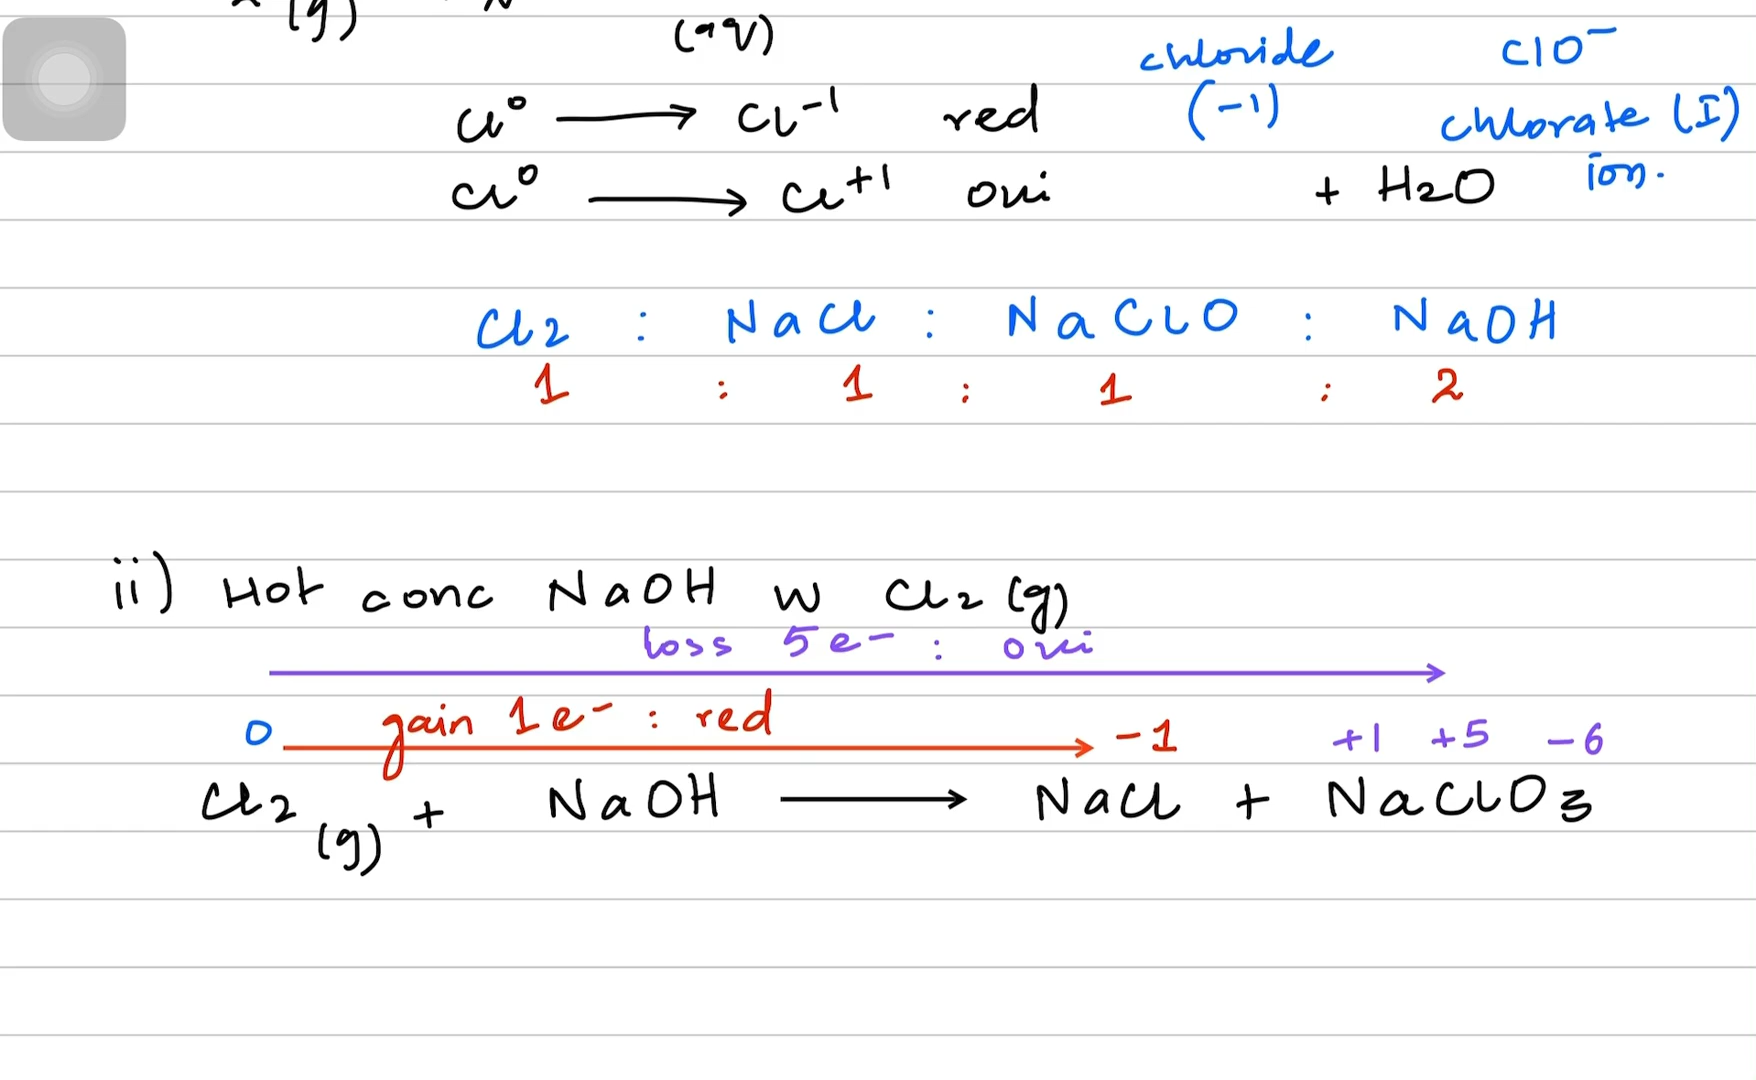 (g)
(aq)
chloride ClO⁻
Cl⁰ ⟶ Cl⁻¹ red (-1) chlorate (I)
Cl⁰ ⟶ Cl⁺¹ oxi + H2O ion.
Cl2 : NaCl : NaClO : NaOH
1 : 1 : 1 : 2
ii) Hot conc NaOH w Cl2 (g)
loss 5e- : oxi
0 gain 1e- : red -1 +1 +5 -6
Cl2 (g) + NaOH ⟶ NaCl + NaClO3